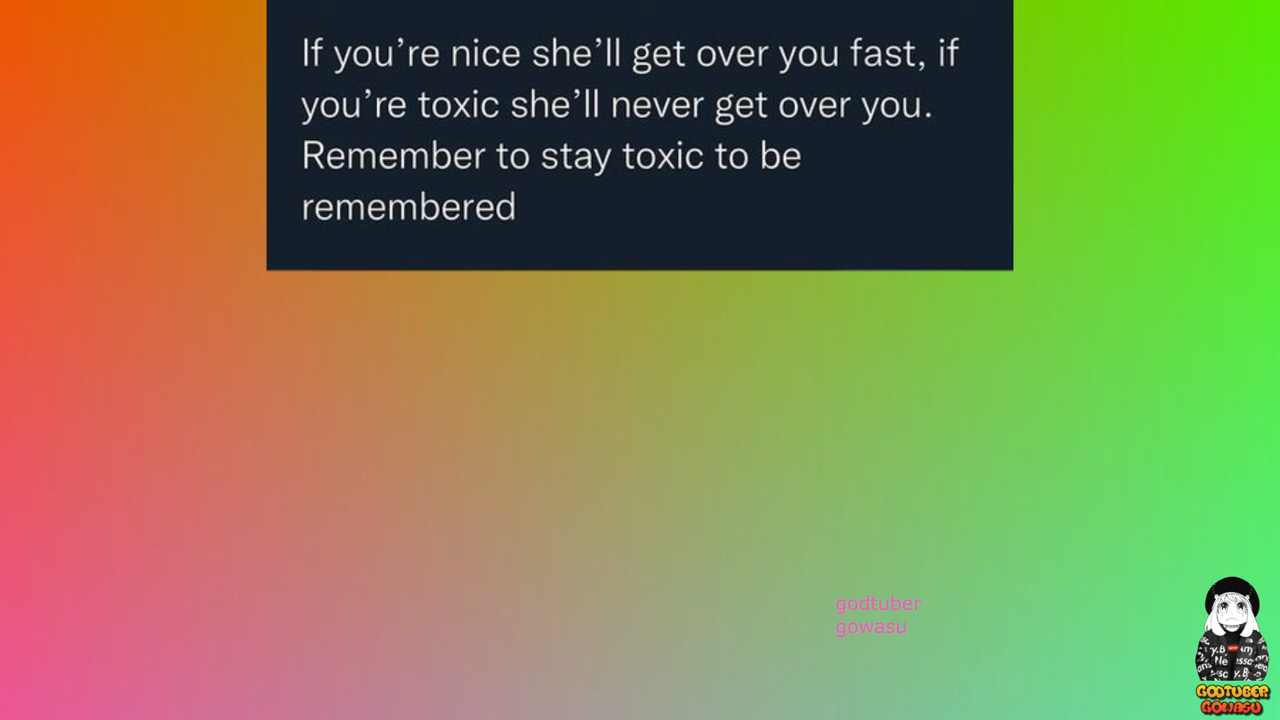 If you’re nice she’ll get over you fast, if
you’re toxic she’ll never get over you.
Remember to stay toxic to be
remembered
godtuber
gowasu
GODTUBER
GOWASU